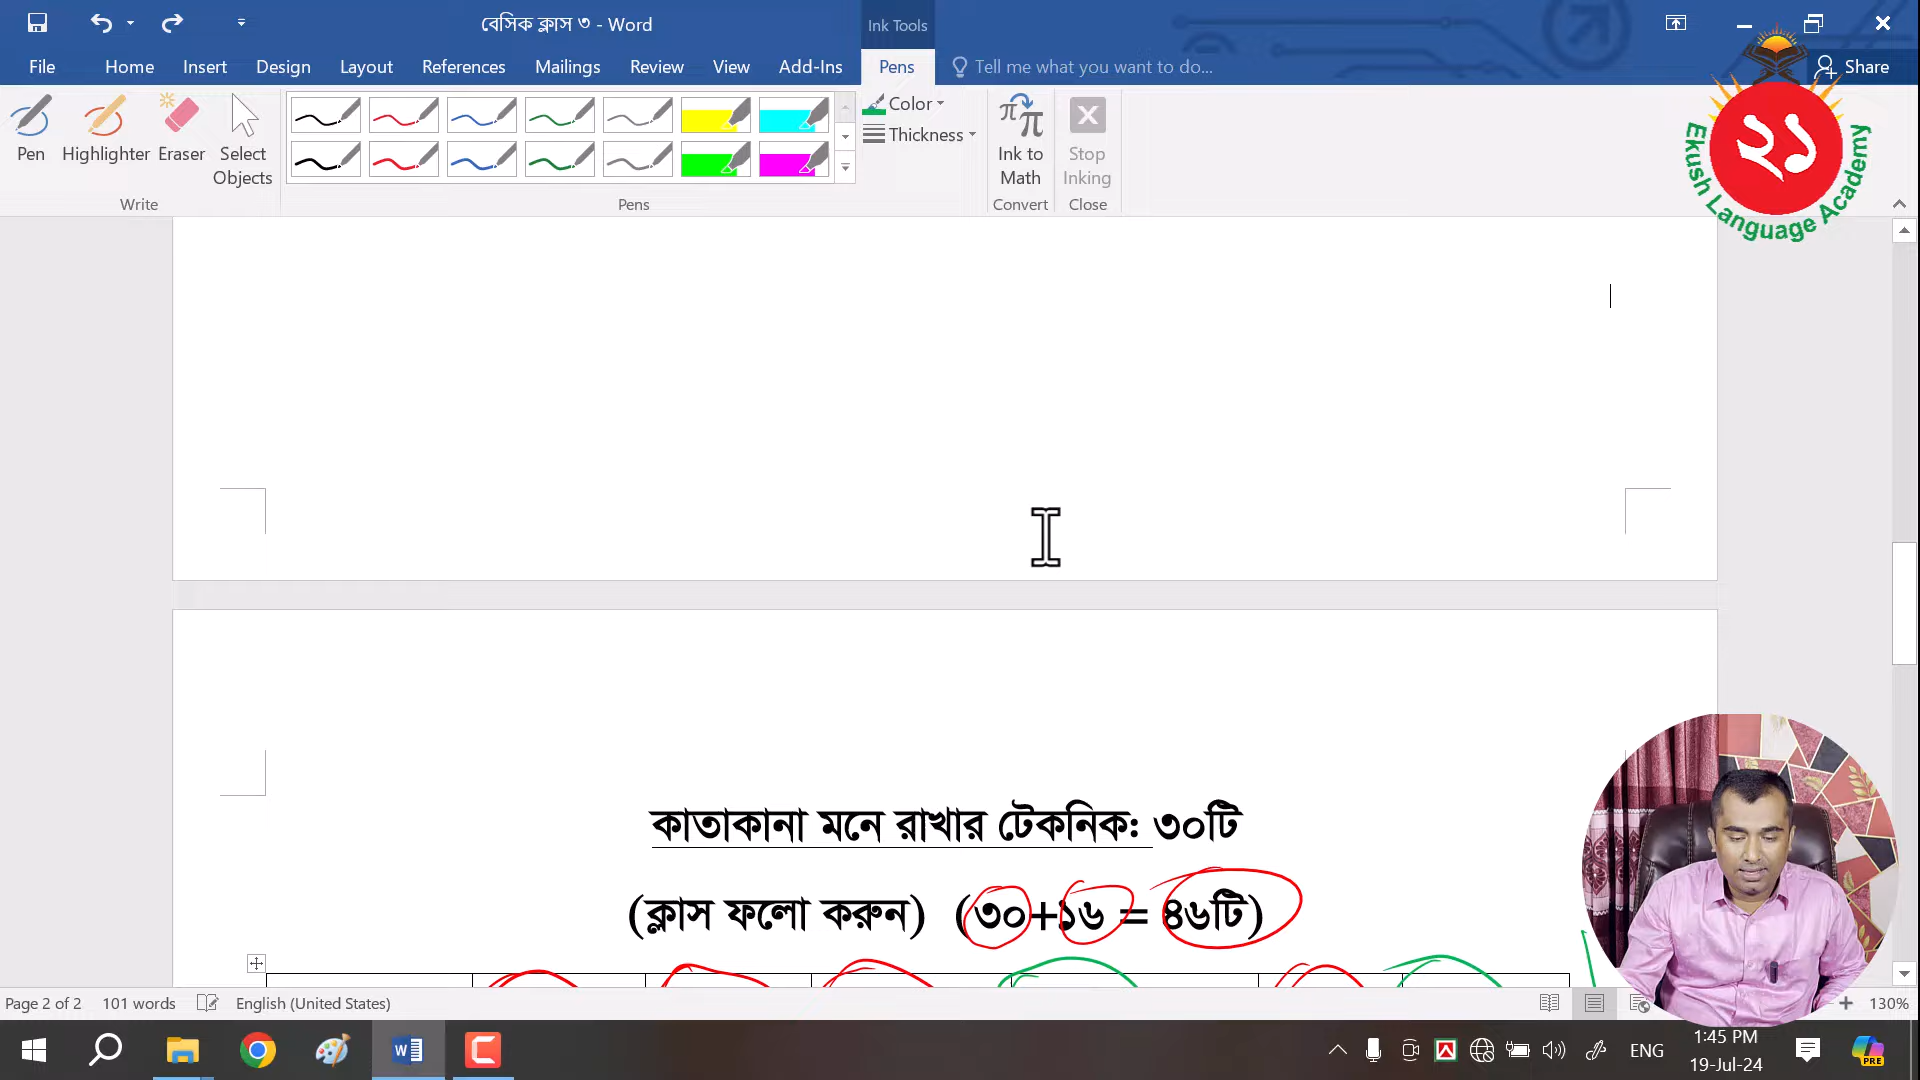 বেসিক ক্লাস ৩ - Word
Ink Tools
File
Home
Insert
Design
Layout
References
Mailings
Review
View
Add-Ins
Pens
Tell me what you want to do...
Share
Pen
Highlighter
Eraser
Select Objects
Color
Thickness
Ink to Math
Stop Inking
Write
Pens
Convert
Close
২১
Ekush Language Academy
কাতাকানা মনে রাখার টেকনিক: ৩০টি
(ক্লাস ফলো করুন) (৩০+১৬ = ৪৬টি)
Page 2 of 2
101 words
English (United States)
130%
ENG
1:45 PM
19-Jul-24
PRE